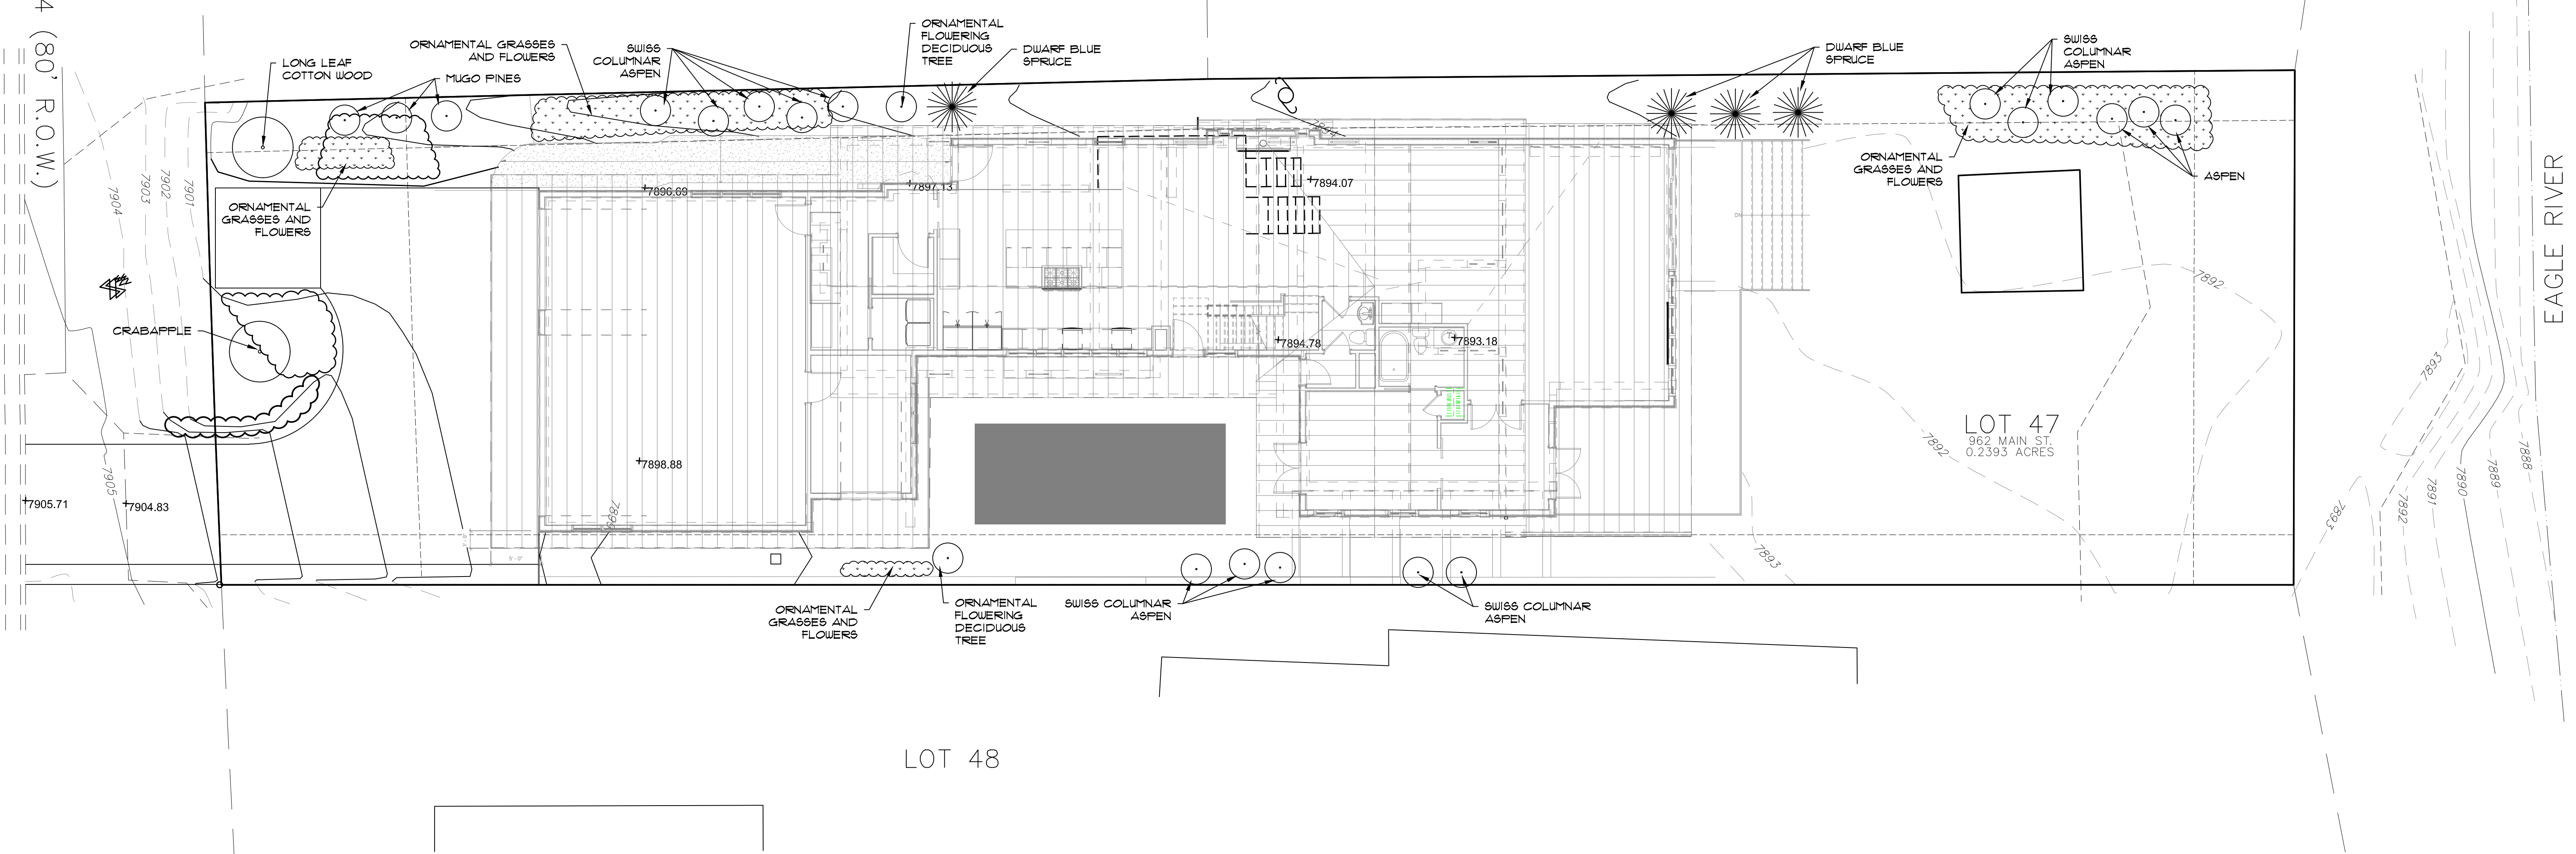 4
(80' R.O.W.)
LONG LEAF
COTTON WOOD
ORNAMENTAL GRASSES
AND FLOWERS
MUGO PINES
SWISS
COLUMNAR
ASPEN
ORNAMENTAL
FLOWERING
DECIDUOUS
TREE
DWARF BLUE
SPRUCE
DWARF BLUE
SPRUCE
SWISS
COLUMNAR
ASPEN
ORNAMENTAL
GRASSES AND
FLOWERS
ASPEN
EAGLE RIVER
7904
7903
7902
7901
7896.69
7897.13
7894.07
ORNAMENTAL
GRASSES AND
FLOWERS
DN
7892
CRABAPPLE
7894.78
7893.18
7893
LOT 47
962 MAIN ST.
0.2393 ACRES
7892
7898.88
7905
7905.71
7904.83
7899
7893
7893
7892
7891
7890
7889
7888
5'-0"
ORNAMENTAL
GRASSES AND
FLOWERS
ORNAMENTAL
FLOWERING
DECIDUOUS
TREE
SWISS COLUMNAR
ASPEN
SWISS COLUMNAR
ASPEN
LOT 48